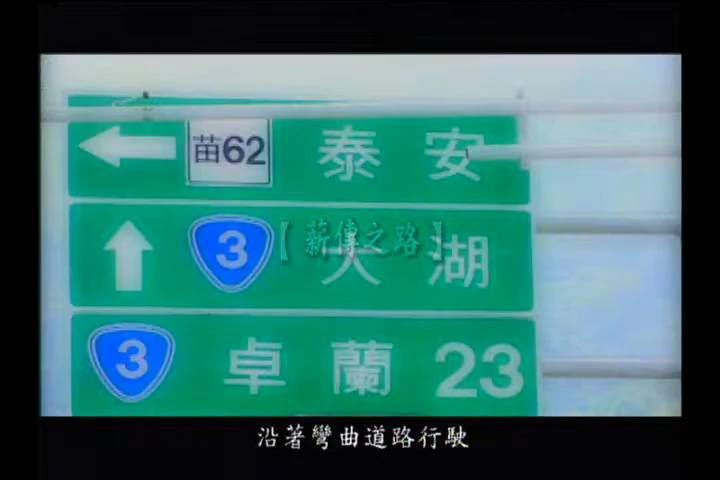 苗62 泰安
【薪傳之路】
3 大湖
3 卓蘭 23
沿著彎曲道路行駛